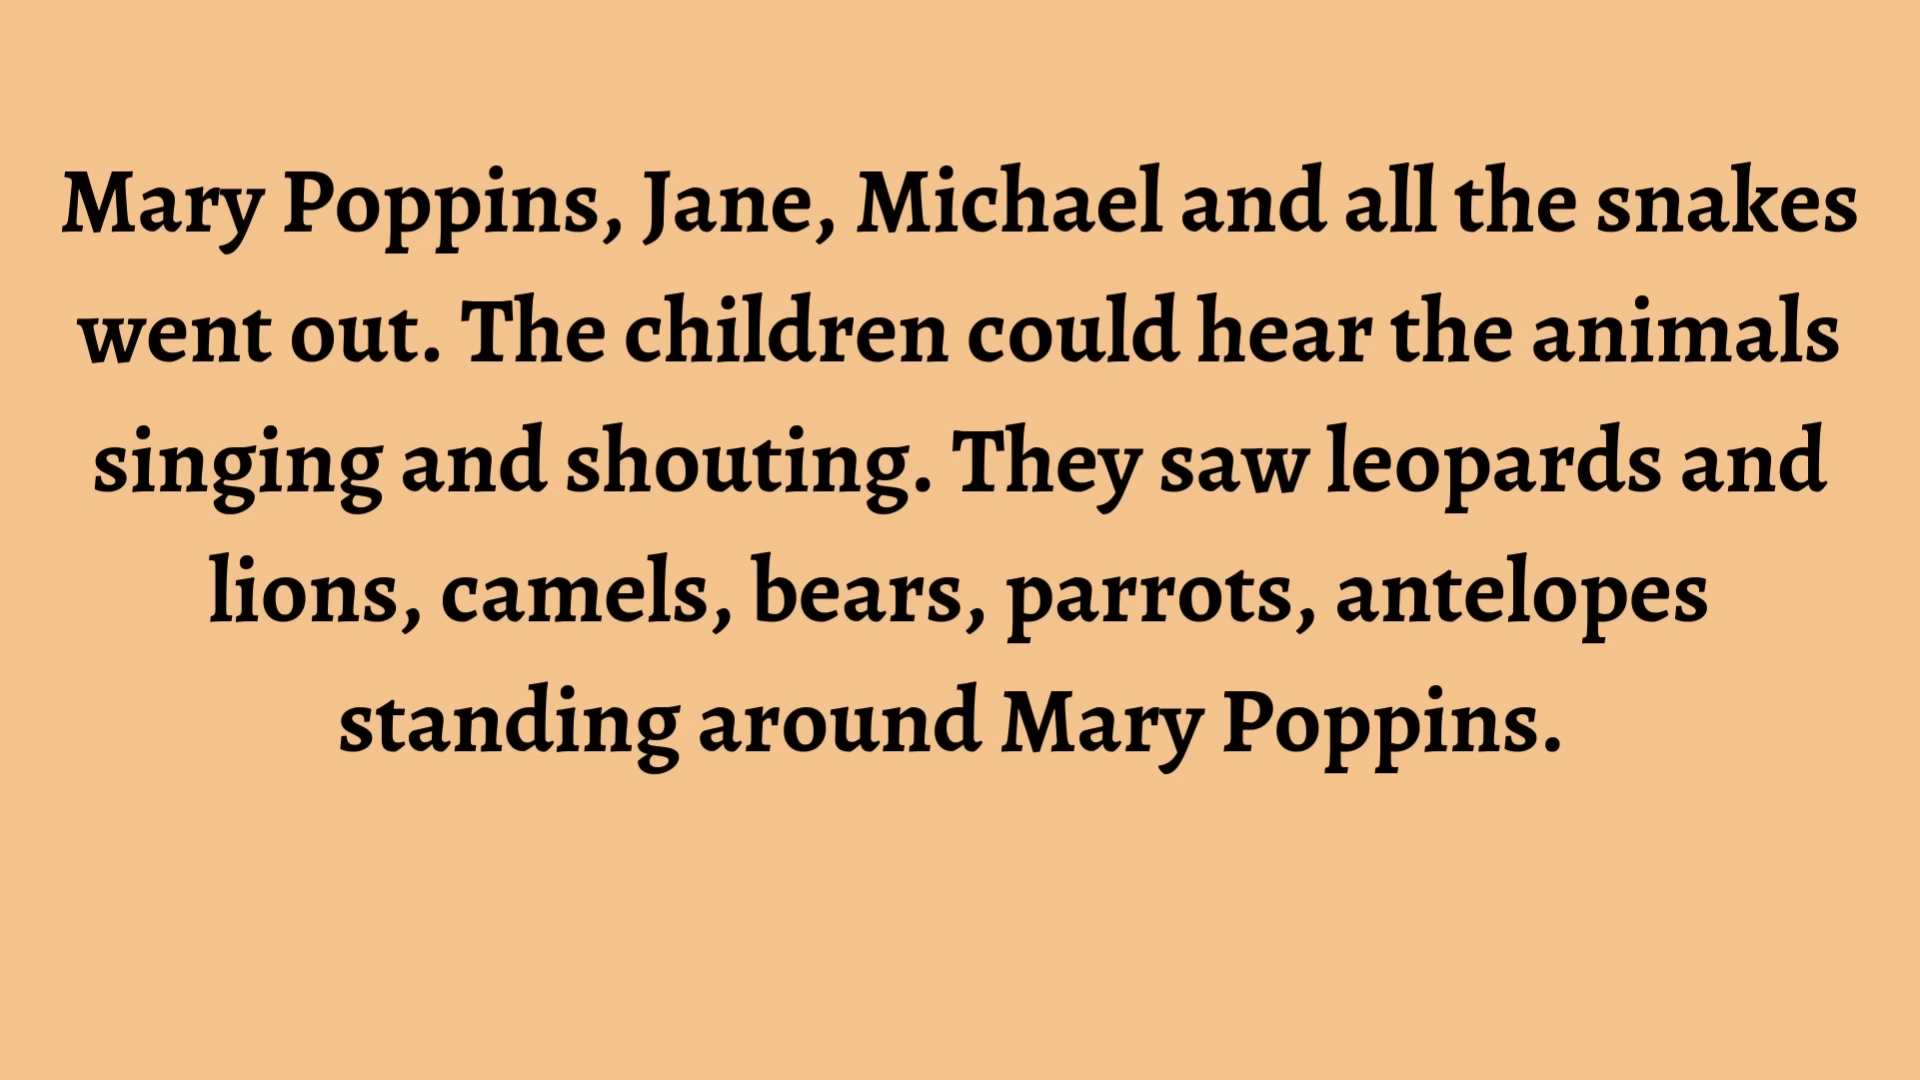 Mary Poppins, Jane, Michael and all the snakes
went out. The children could hear the animals
singing and shouting. They saw leopards and
lions, camels, bears, parrots, antelopes
standing around Mary Poppins.